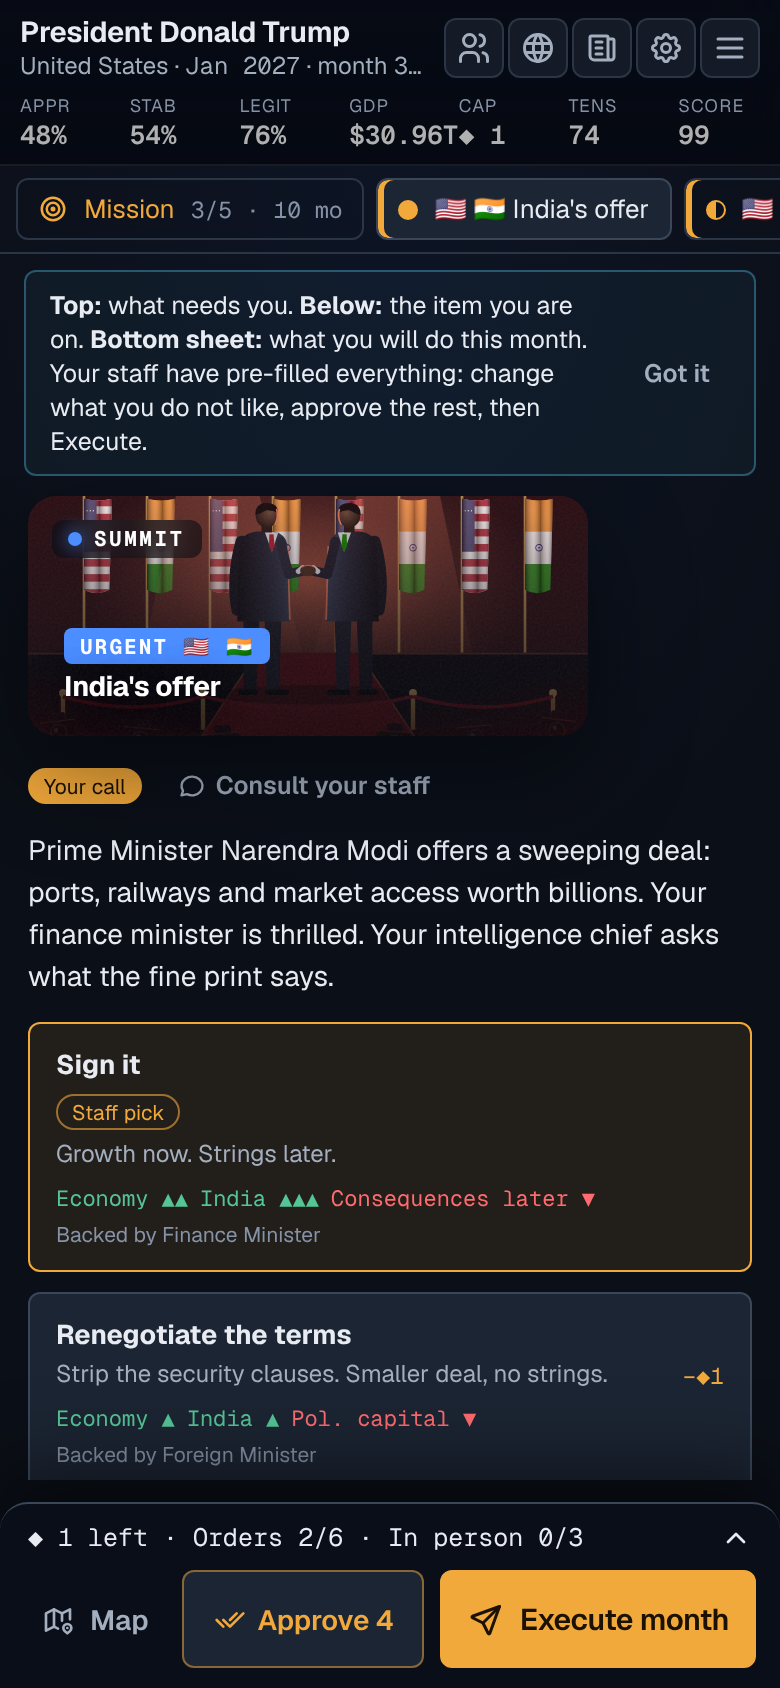 President Donald Trump
United States · Jan 2027 · month 3...
APPR STAB LEGIT GDP CAP TENS SCORE
48% 54% 76% $30.96T ◆ 1 74 99
Mission 3/5 · 10 mo 🇺🇸 🇮🇳 India's offer 🇺🇸
Top: what needs you. Below: the item you are
on. Bottom sheet: what you will do this month.
Your staff have pre-filled everything: change
what you do not like, approve the rest, then
Execute.
Got it
SUMMIT
URGENT 🇺🇸 🇮🇳
India's offer
Your call Consult your staff
Prime Minister Narendra Modi offers a sweeping deal:
ports, railways and market access worth billions. Your
finance minister is thrilled. Your intelligence chief asks
what the fine print says.
Sign it
Staff pick
Growth now. Strings later.
Economy ▲▲ India ▲▲▲ Consequences later ▼
Backed by Finance Minister
Renegotiate the terms
Strip the security clauses. Smaller deal, no strings. −◆1
Economy ▲ India ▲ Pol. capital ▼
Backed by Foreign Minister
◆ 1 left · Orders 2/6 · In person 0/3
Map Approve 4 Execute month